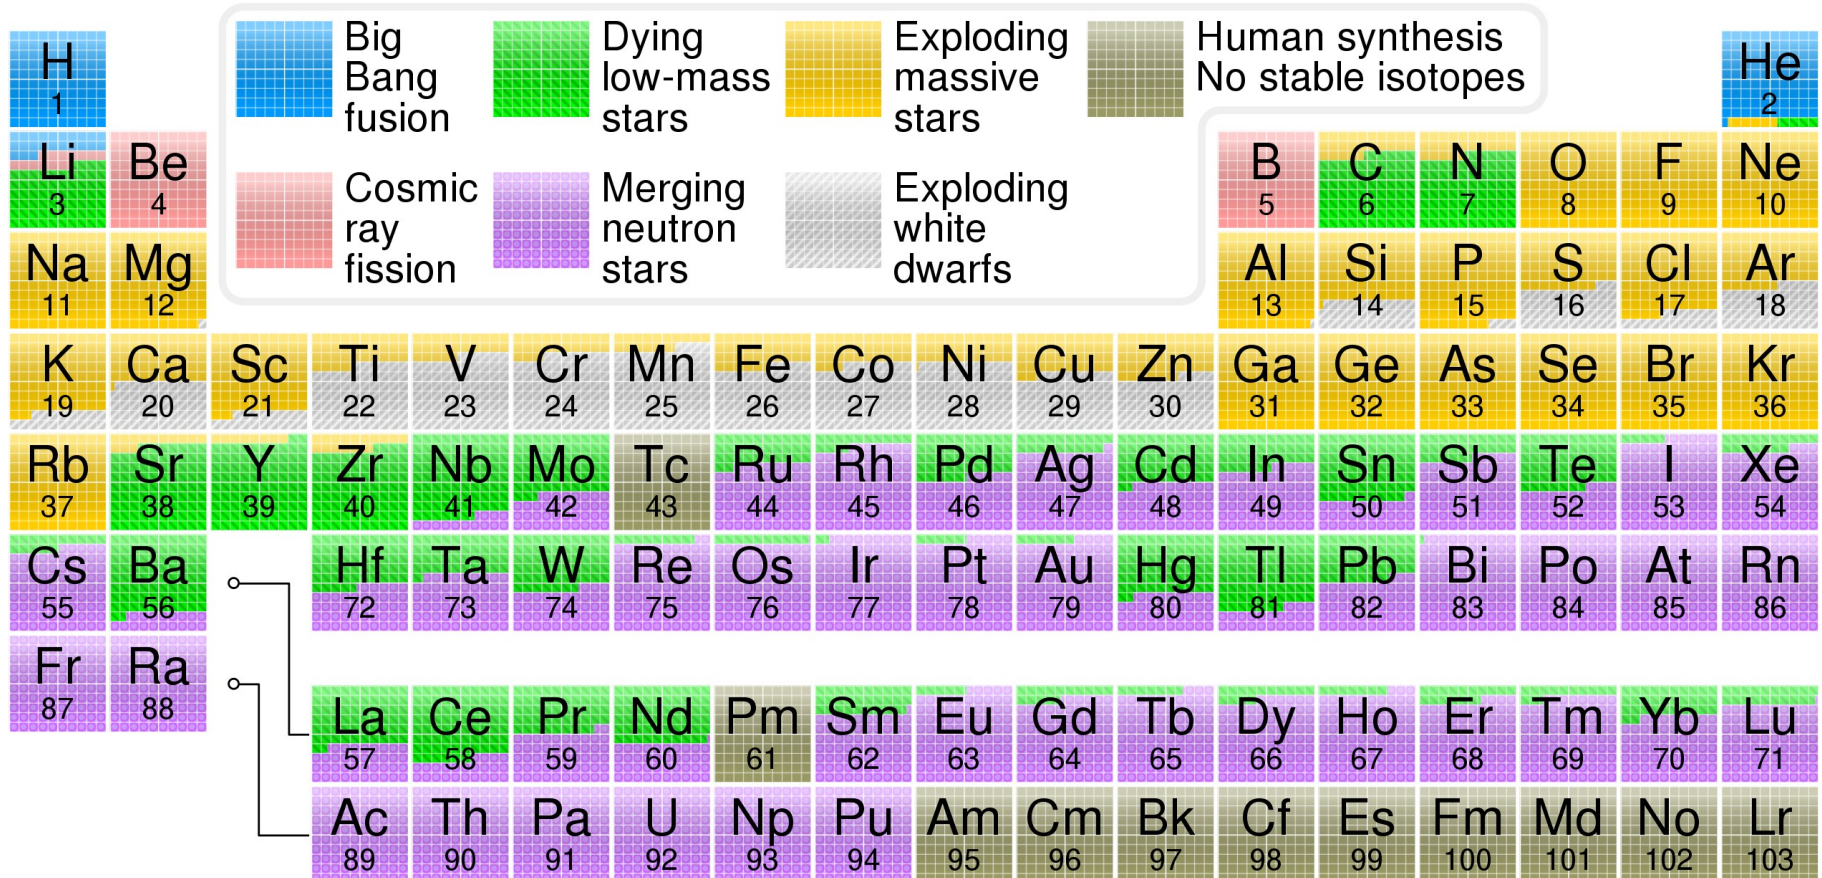 Big
Bang
fusion
Dying
low-mass
stars
Exploding
massive
stars
Human synthesis
No stable isotopes
Cosmic
ray
fission
Merging
neutron
stars
Exploding
white
dwarfs
H He
1 2
Li Be B C N O F Ne
3 4 5 6 7 8 9 10
Na Mg Al Si P S Cl Ar
11 12 13 14 15 16 17 18
K Ca Sc Ti V Cr Mn Fe Co Ni Cu Zn Ga Ge As Se Br Kr
19 20 21 22 23 24 25 26 27 28 29 30 31 32 33 34 35 36
Rb Sr Y Zr Nb Mo Tc Ru Rh Pd Ag Cd In Sn Sb Te I Xe
37 38 39 40 41 42 43 44 45 46 47 48 49 50 51 52 53 54
Cs Ba Hf Ta W Re Os Ir Pt Au Hg Tl Pb Bi Po At Rn
55 56 72 73 74 75 76 77 78 79 80 81 82 83 84 85 86
Fr Ra
87 88
La Ce Pr Nd Pm Sm Eu Gd Tb Dy Ho Er Tm Yb Lu
57 58 59 60 61 62 63 64 65 66 67 68 69 70 71
Ac Th Pa U Np Pu Am Cm Bk Cf Es Fm Md No Lr
89 90 91 92 93 94 95 96 97 98 99 100 101 102 103